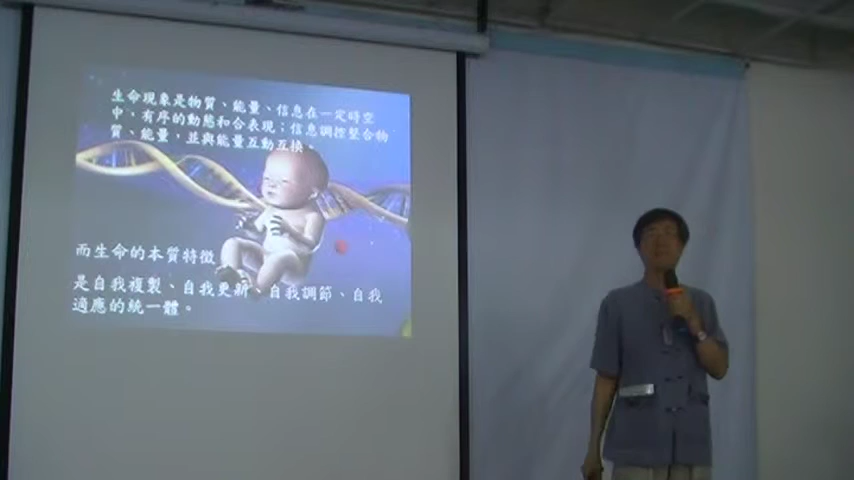 生命現象是物質、能量、信息在一定時空
中，有序的動態和合表現；信息調控整合物
質、能量，並與能量互動互換。
而生命的本質特徵
是自我複製、自我更新、自我調節、自我
適應的統一體。